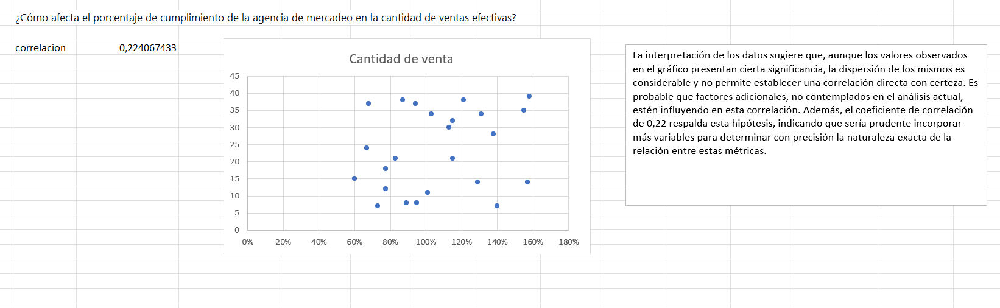 ¿Cómo afecta el porcentaje de cumplimiento de la agencia de mercadeo en la cantidad de ventas efectivas?
correlacion 0,224067433
Cantidad de venta
45
40
35
30
25
20
15
10
5
0
0% 20% 40% 60% 80% 100% 120% 140% 160% 180%
La interpretación de los datos sugiere que, aunque los valores observados
en el gráfico presentan cierta significancia, la dispersión de los mismos es
considerable y no permite establecer una correlación directa con certeza. Es
probable que factores adicionales, no contemplados en el análisis actual,
estén influyendo en esta correlación. Además, el coeficiente de correlación
de 0,22 respalda esta hipótesis, indicando que sería prudente incorporar
más variables para determinar con precisión la naturaleza exacta de la
relación entre estas métricas.